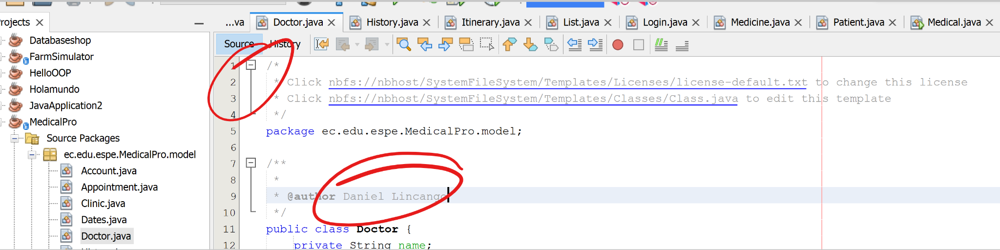 rojects
Databaseshop
FarmSimulator
HelloOOP
Holamundo
JavaApplication2
MedicalPro
Source Packages
ec.edu.espe.MedicalPro.model
Account.java
Appointment.java
Clinic.java
Dates.java
Doctor.java
...va Doctor.java History.java Itinerary.java List.java Login.java Medicine.java Patient.java Medical.java
Source History
1 /*
2 * Click nbfs://nbhost/SystemFileSystem/Templates/Licenses/license-default.txt to change this license
3 * Click nbfs://nbhost/SystemFileSystem/Templates/Classes/Class.java to edit this template
4 */
5 package ec.edu.espe.MedicalPro.model;
6
7 /**
8 *
9 * @author Daniel Lincango
10 */
11 public class Doctor {
12 private String name;